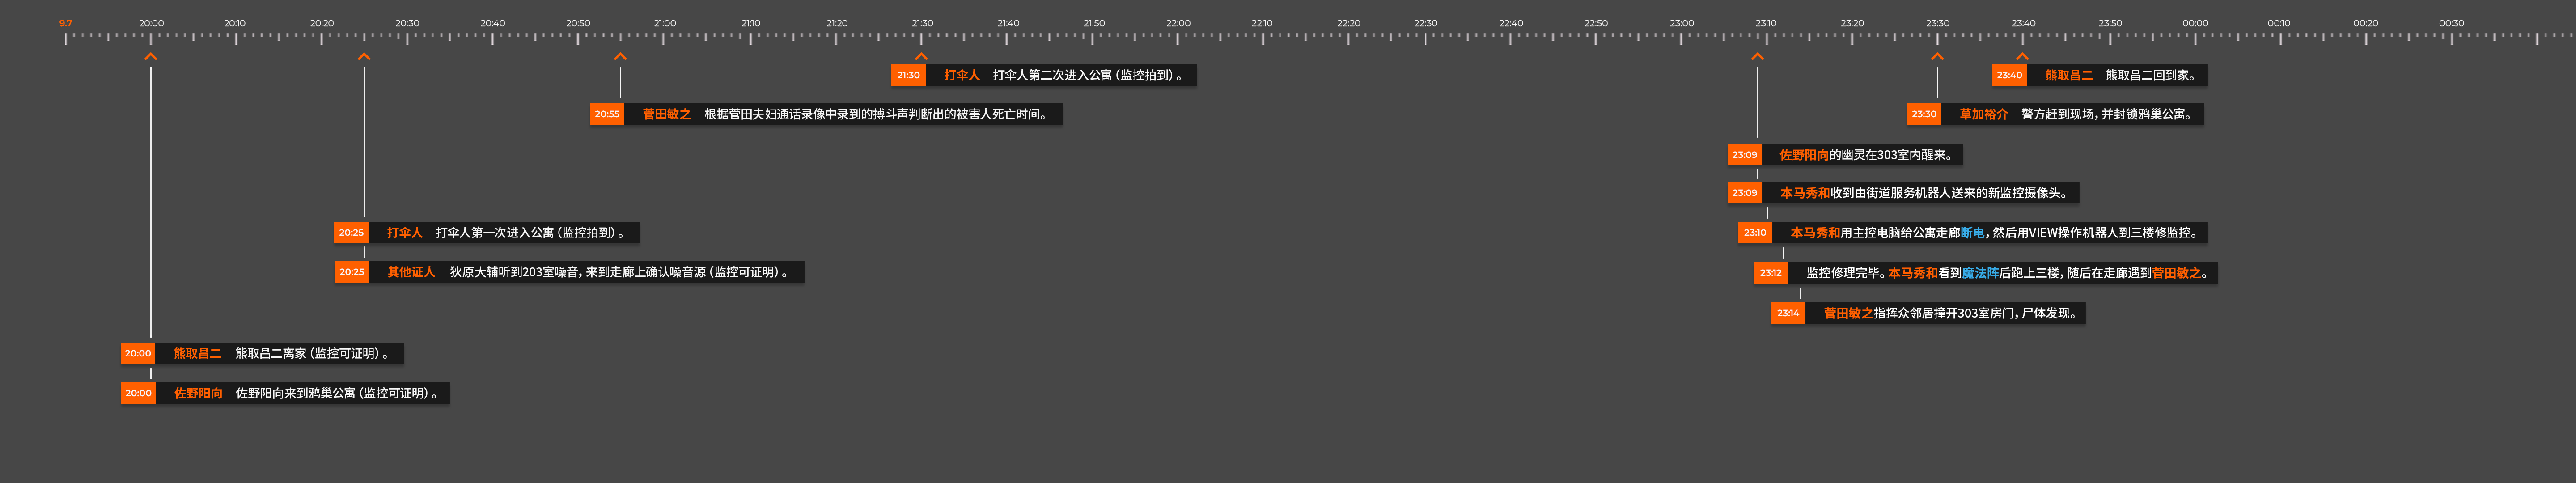 9.7 20:00 20:10 20:20 20:30 20:40 20:50 21:00 21:10 21:20 21:30 21:40 21:50 22:00 22:10 22:20 22:30 22:40 22:50 23:00 23:10 23:20 23:30 23:40 23:50 00:00 00:10 00:20 00:30
21:30 打伞人 打伞人第二次进入公寓（监控拍到）。
23:40 熊取昌二 熊取昌二回到家。
20:55 菅田敏之 根据菅田夫妇通话录像中录到的搏斗声判断出的被害人死亡时间。
23:30 草加裕介 警方赶到现场，并封锁鸦巢公寓。
23:09 佐野阳向的幽灵在303室内醒来。
23:09 本马秀和收到由街道服务机器人送来的新监控摄像头。
20:25 打伞人 打伞人第一次进入公寓（监控拍到）。
23:10 本马秀和用主控电脑给公寓走廊断电，然后用VIEW操作机器人到三楼修监控。
20:25 其他证人 狄原大辅听到203室噪音，来到走廊上确认噪音源（监控可证明）。
23:12 监控修理完毕。本马秀和看到魔法阵后跑上三楼，随后在走廊遇到菅田敏之。
23:14 菅田敏之指挥众邻居撞开303室房门，尸体发现。
20:00 熊取昌二 熊取昌二离家（监控可证明）。
20:00 佐野阳向 佐野阳向来到鸦巢公寓（监控可证明）。